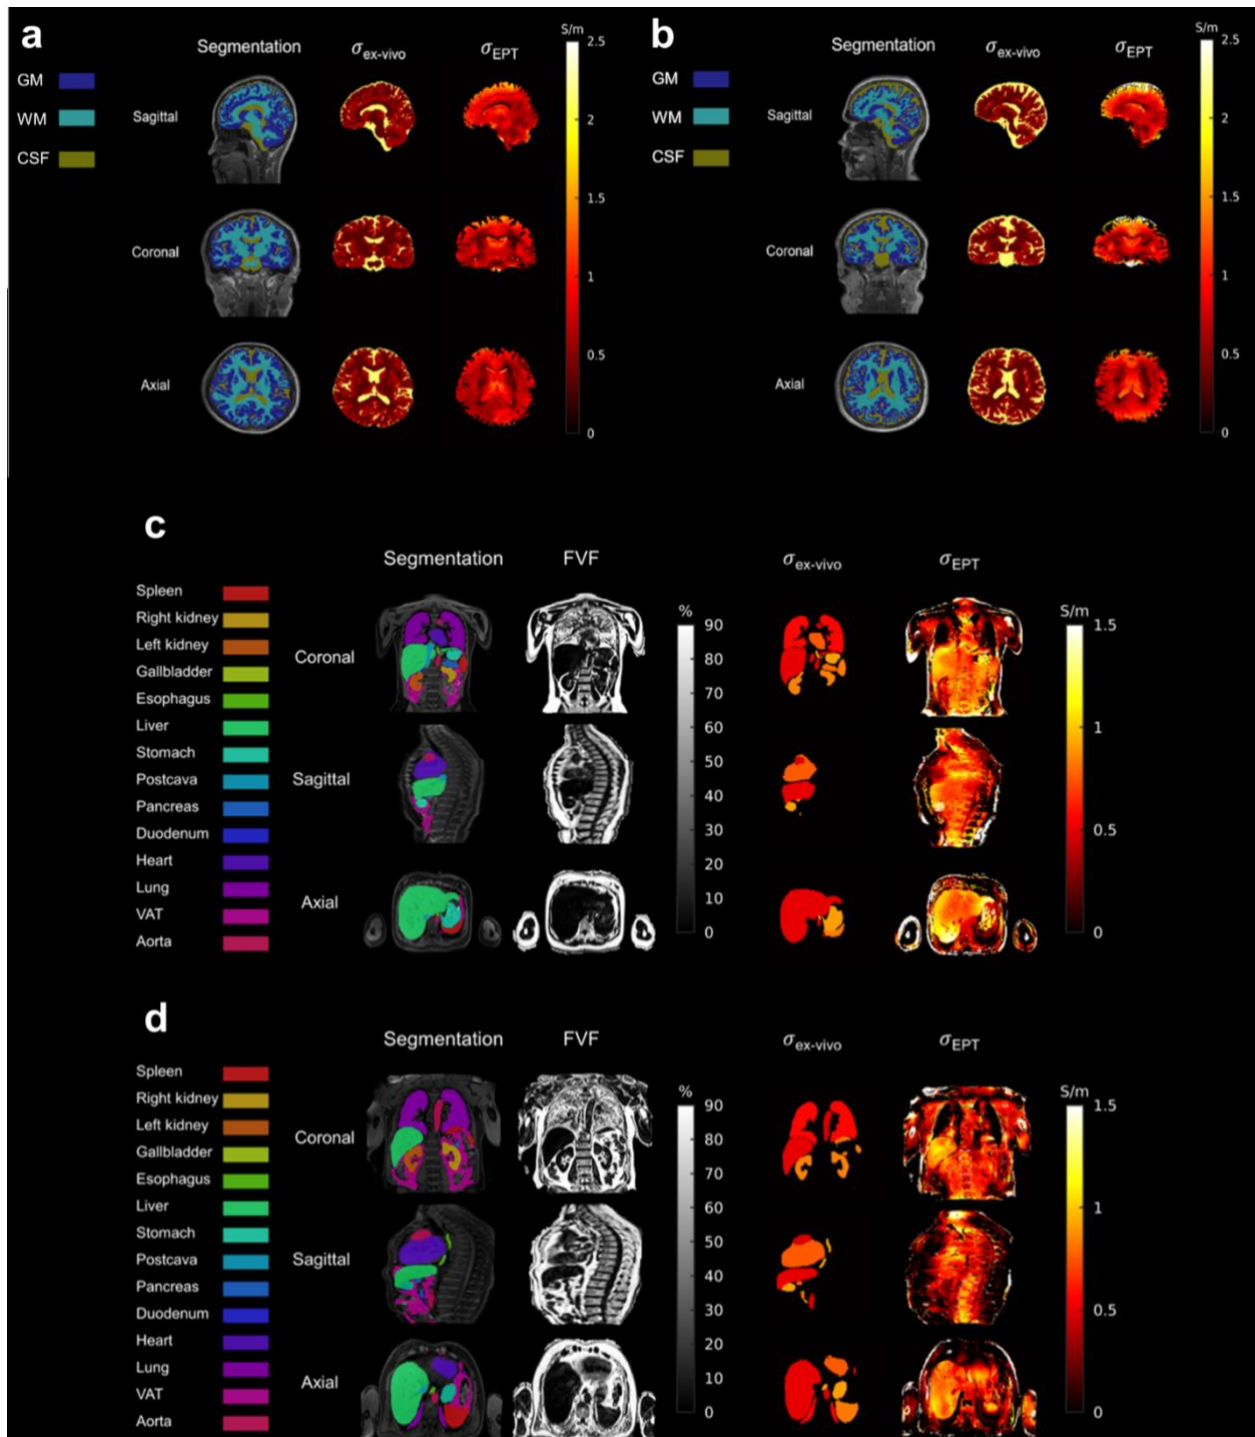 a
Segmentation σex-vivo σEPT
S/m
GM
WM
CSF
Sagittal
Coronal
Axial
2.5
2
1.5
1
0.5
0
b
Segmentation σex-vivo σEPT
S/m
GM
WM
CSF
Sagittal
Coronal
Axial
2.5
2
1.5
1
0.5
0
c
Segmentation FVF σex-vivo σEPT
Spleen
Right kidney
Left kidney
Gallbladder
Esophagus
Liver
Stomach
Postcava
Pancreas
Duodenum
Heart
Lung
VAT
Aorta
Coronal
Sagittal
Axial
%
90
80
70
60
50
40
30
20
10
0
S/m
1.5
1
0.5
0
d
Segmentation FVF σex-vivo σEPT
Spleen
Right kidney
Left kidney
Gallbladder
Esophagus
Liver
Stomach
Postcava
Pancreas
Duodenum
Heart
Lung
VAT
Aorta
Coronal
Sagittal
Axial
%
90
80
70
60
50
40
30
20
10
0
S/m
1.5
1
0.5
0